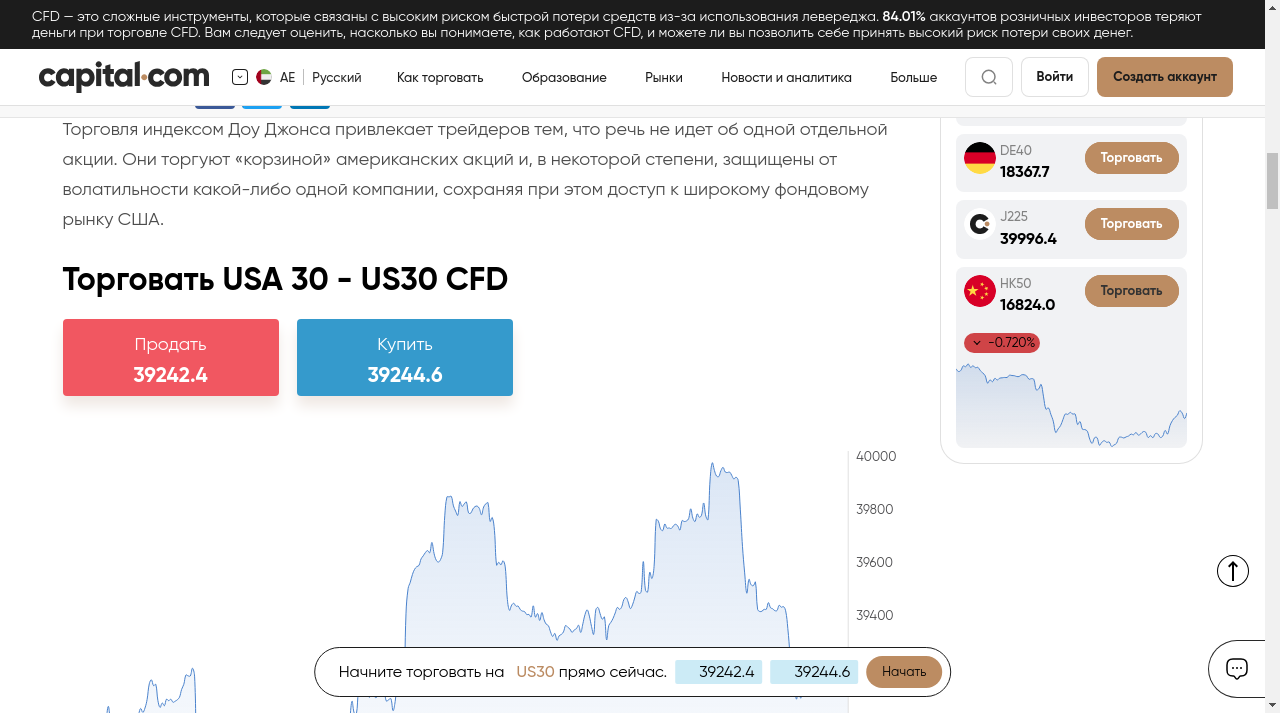 CFD — это сложные инструменты, которые связаны с высоким риском быстрой потери средств из-за использования левереджа. 84.01% аккаунтов розничных инвесторов теряют
деньги при торговле CFD. Вам следует оценить, насколько вы понимаете, как работают CFD, и можете ли вы позволить себе принять высокий риск потери своих денег.
capital.com
AE
Русский
Как торговать
Образование
Рынки
Новости и аналитика
Больше
Войти
Создать аккаунт
Торговля индексом Доу Джонса привлекает трейдеров тем, что речь не идет об одной отдельной
акции. Они торгуют «корзиной» американских акций и, в некоторой степени, защищены от
волатильности какой-либо одной компании, сохраняя при этом доступ к широкому фондовому
рынку США.
Торговать USA 30 - US30 CFD
Продать
39242.4
Купить
39244.6
40000
39800
39600
39400
DE40
18367.7
Торговать
J225
39996.4
Торговать
HK50
16824.0
Торговать
-0.720%
Начните торговать на US30 прямо сейчас. 39242.4 39244.6 Начать